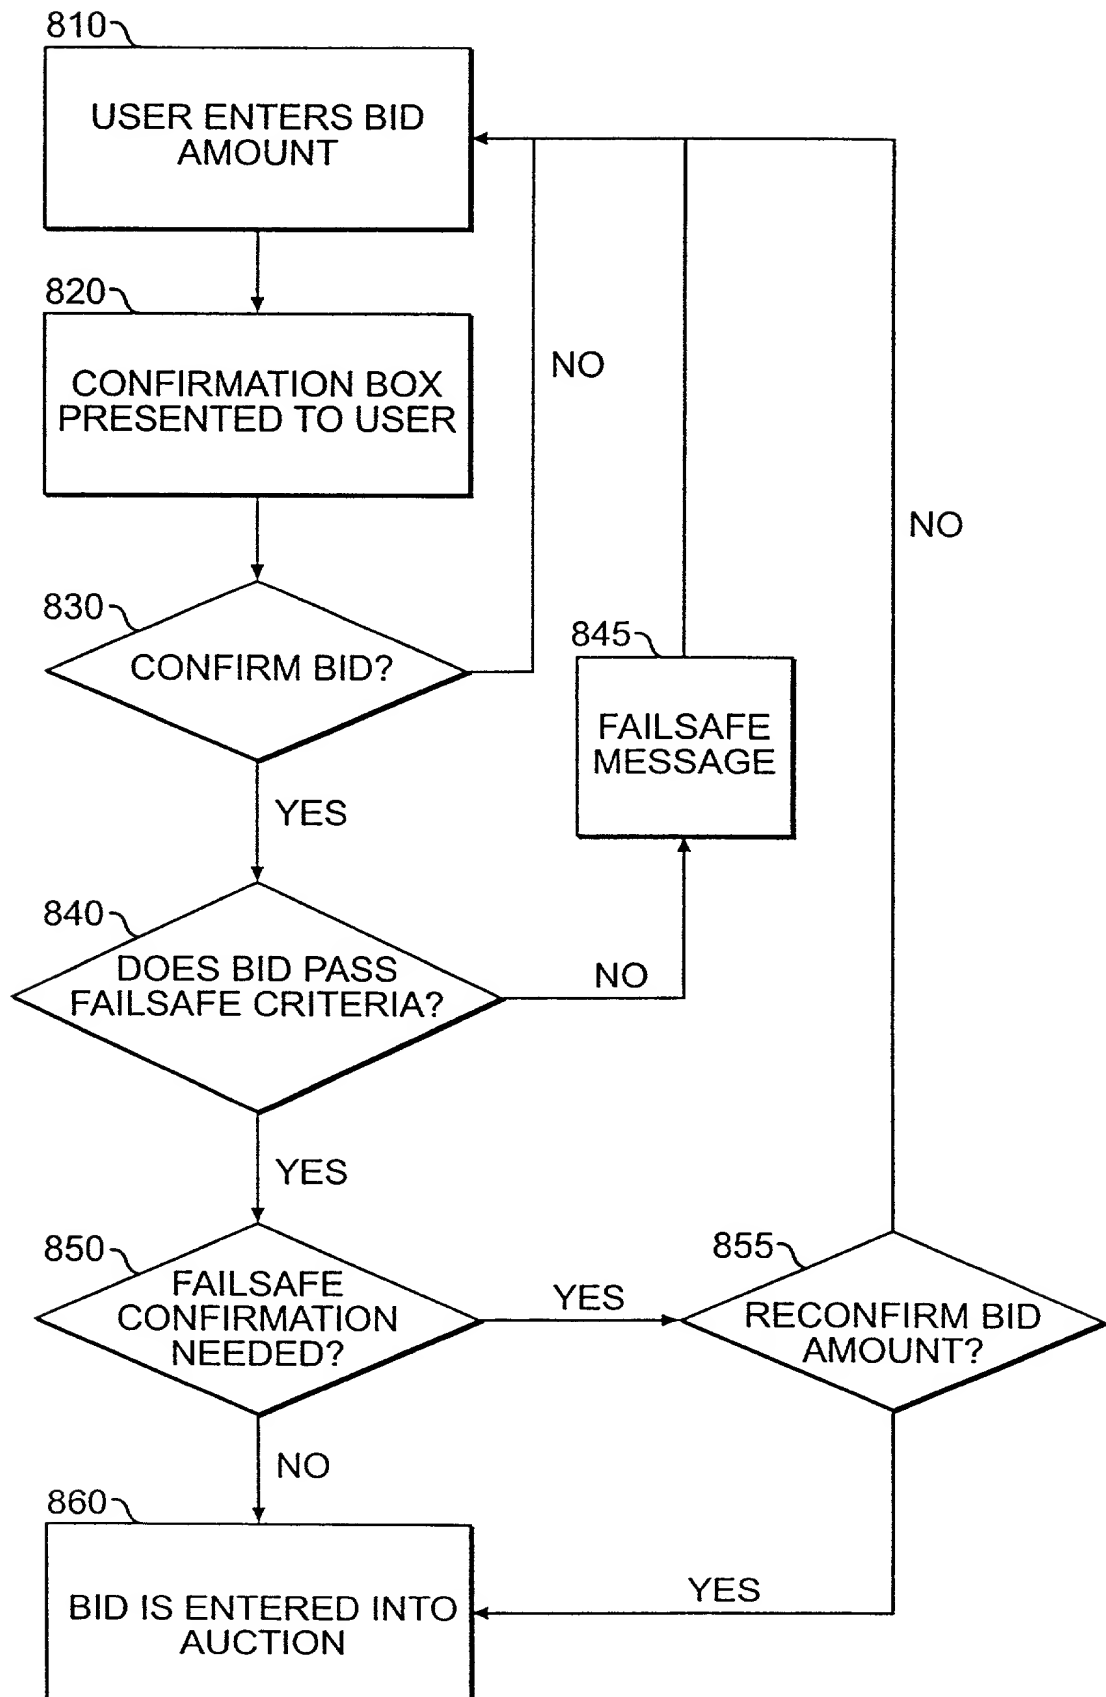 810
USER ENTERS BID
AMOUNT
820
CONFIRMATION BOX
PRESENTED TO USER
NO
NO
830
CONFIRM BID?
845
FAILSAFE
MESSAGE
YES
840
DOES BID PASS
FAILSAFE CRITERIA?
NO
YES
850
FAILSAFE
CONFIRMATION
NEEDED?
YES
855
RECONFIRM BID
AMOUNT?
NO
860
BID IS ENTERED INTO
AUCTION
YES